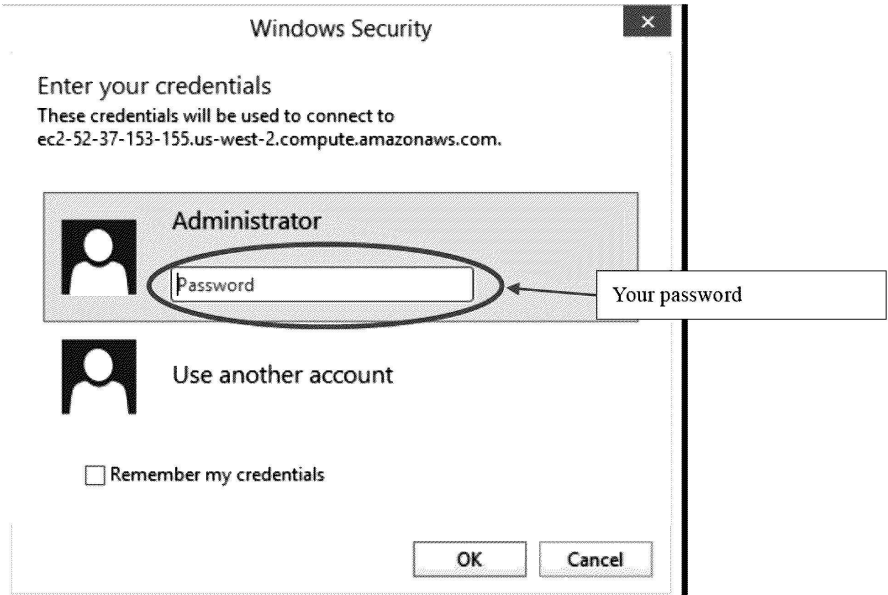 Windows Security
Enter your credentials
These credentials will be used to connect to
ec2-52-37-153-155.us-west-2.compute.amazonaws.com.
Administrator
Password
Your password
Use another account
Remember my credentials
OK
Cancel